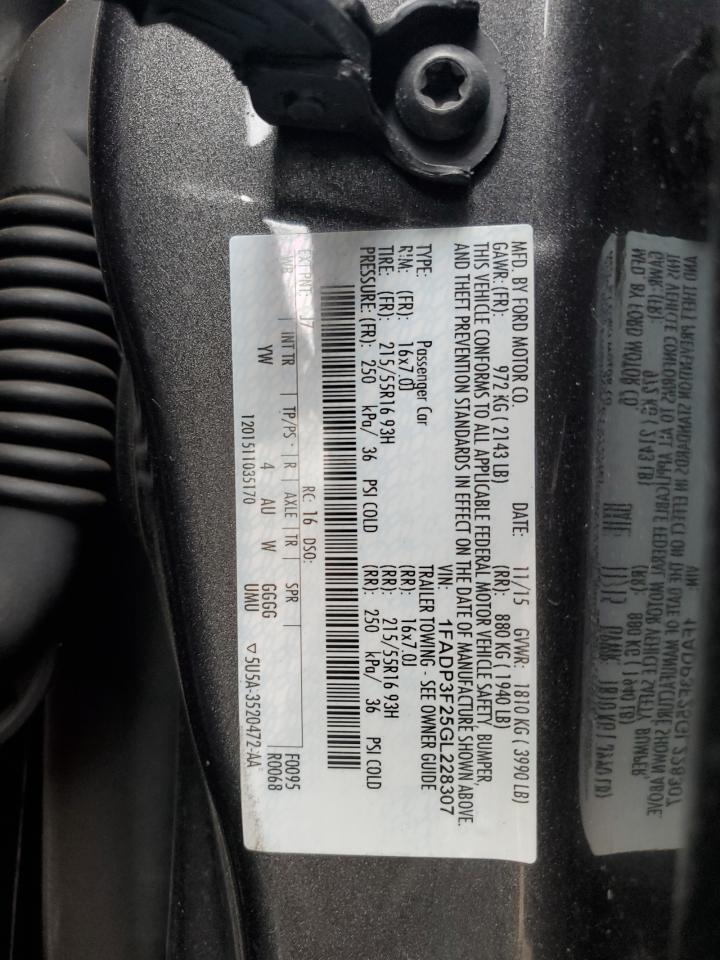 MFD. BY FORD MOTOR CO. DATE: 11/15 GVWR: 1810 KG ( 3990 LB)
GAWR: (FR): 972 KG ( 2143 LB) (RR): 880 KG ( 1940 LB)
THIS VEHICLE CONFORMS TO ALL APPLICABLE FEDERAL MOTOR VEHICLE SAFETY, BUMPER,
AND THEFT PREVENTION STANDARDS IN EFFECT ON THE DATE OF MANUFACTURE SHOWN ABOVE.
VIN: 1FADP3F25GL228307
TYPE: Passenger Car TRAILER TOWING - SEE OWNER GUIDE
RIM: (FR): 16x7.0J (RR): 16x7.0J
TIRE: (FR): 215/55R16 93H (RR): 215/55R16 93H
PRESSURE: (FR): 250 kPa/ 36 PSI COLD (RR): 250 kPa/ 36 PSI COLD
EXT PNT: J7 RC: 16 DSO: F0095
WB INT TR TP/PS R AXLE TR SPR R0068
YW 4 AU W GGGG
1201511035170 UMU ▽5U5A-3520472-AA